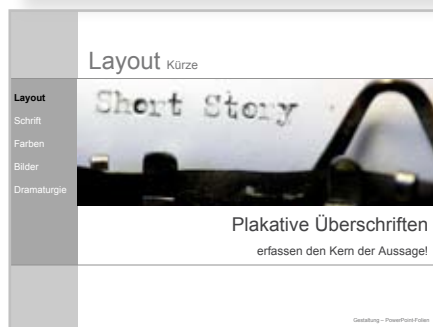 Layout Kürze
Layout
Schrift
Farben
Bilder
Dramaturgie
Short Story
Plakative Überschriften
erfassen den Kern der Aussage!
Gestaltung – PowerPoint-Folien